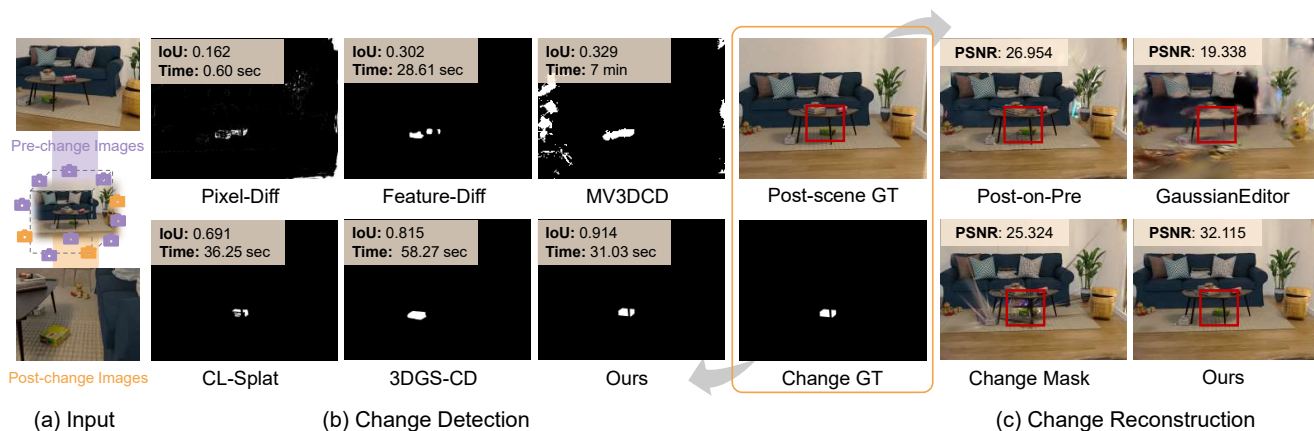 Pre-change Images
Post-change Images
(a) Input
IoU: 0.162
Time: 0.60 sec
Pixel-Diff
IoU: 0.302
Time: 28.61 sec
Feature-Diff
IoU: 0.329
Time: 7 min
MV3DCD
IoU: 0.691
Time: 36.25 sec
CL-Splat
IoU: 0.815
Time: 58.27 sec
3DGS-CD
IoU: 0.914
Time: 31.03 sec
Ours
(b) Change Detection
Post-scene GT
Change GT
PSNR: 26.954
Post-on-Pre
PSNR: 19.338
GaussianEditor
PSNR: 25.324
Change Mask
PSNR: 32.115
Ours
(c) Change Reconstruction